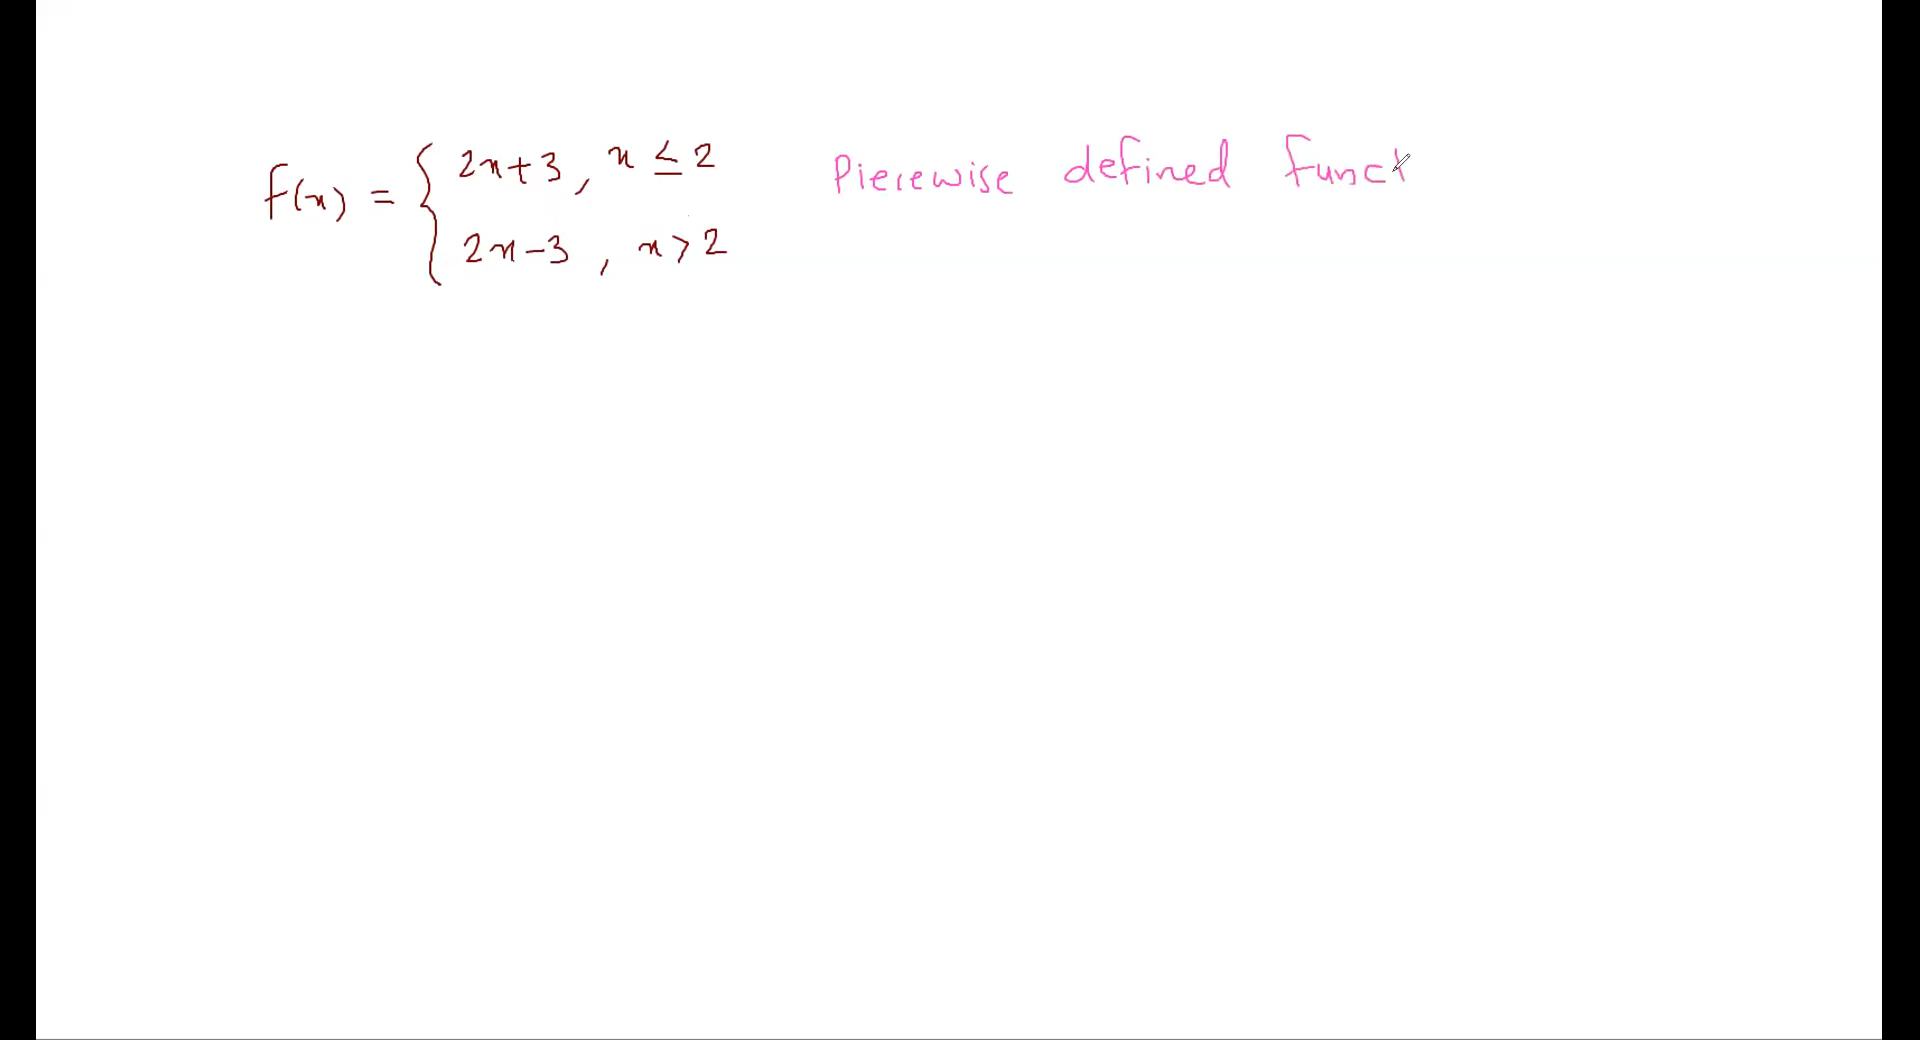 f(x) = { 2x+3, x ≤ 2 Piecewise defined funct
2x-3, x > 2